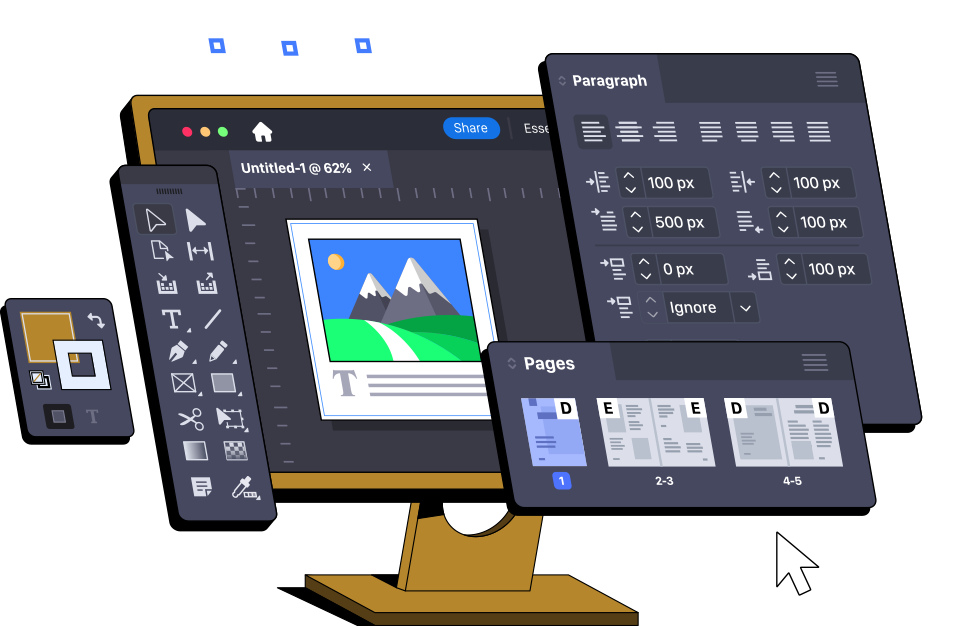 Paragraph
Share
Esse
Untitled-1 @ 62% ×
100 px
100 px
500 px
100 px
0 px
100 px
Ignore
T
T
T
Pages
D
E
E
D
D
1
2-3
4-5